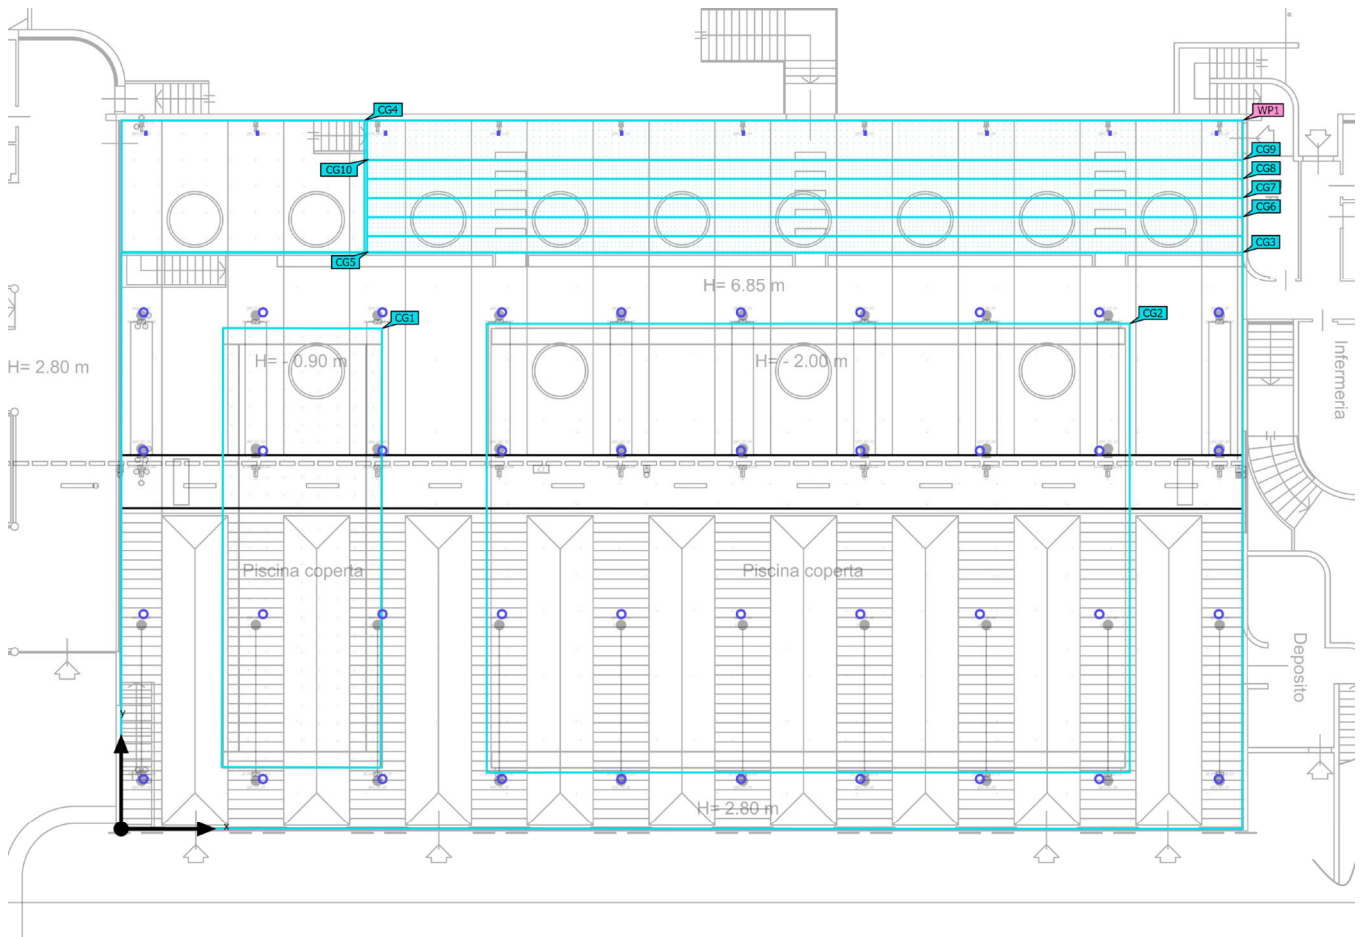 CG4
WP1
CG9
CG10
CG8
CG7
CG6
CG3
CG5
H= 6.85 m
CG1
CG2
H= - 0.90 m
H= - 2.00 m
H= 2.80 m
Infermeria
Piscina coperta
Piscina coperta
Deposito
y
H= 2.80 m
x